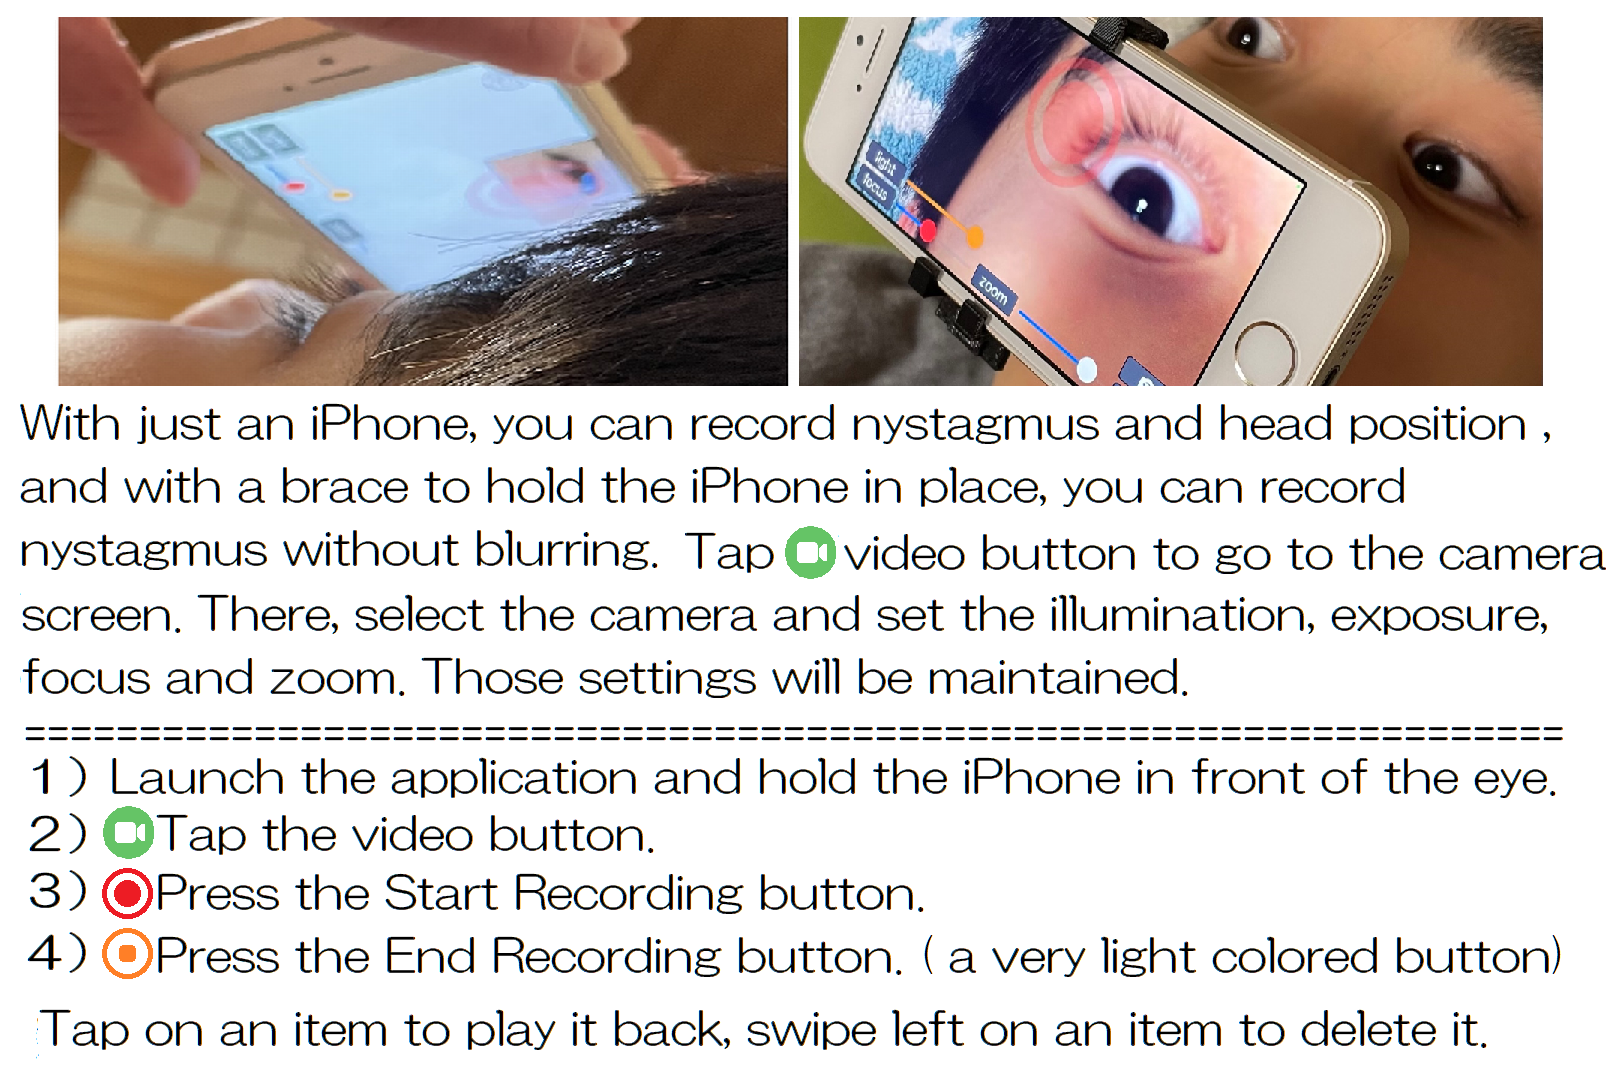 light
focus
zoom
With just an iPhone, you can record nystagmus and head position ,
and with a brace to hold the iPhone in place, you can record
nystagmus without blurring. Tap video button to go to the camera
screen. There, select the camera and set the illumination, exposure,
focus and zoom. Those settings will be maintained.
==================================================================
1) Launch the application and hold the iPhone in front of the eye.
2) Tap the video button.
3) Press the Start Recording button.
4) Press the End Recording button. ( a very light colored button)
Tap on an item to play it back, swipe left on an item to delete it.